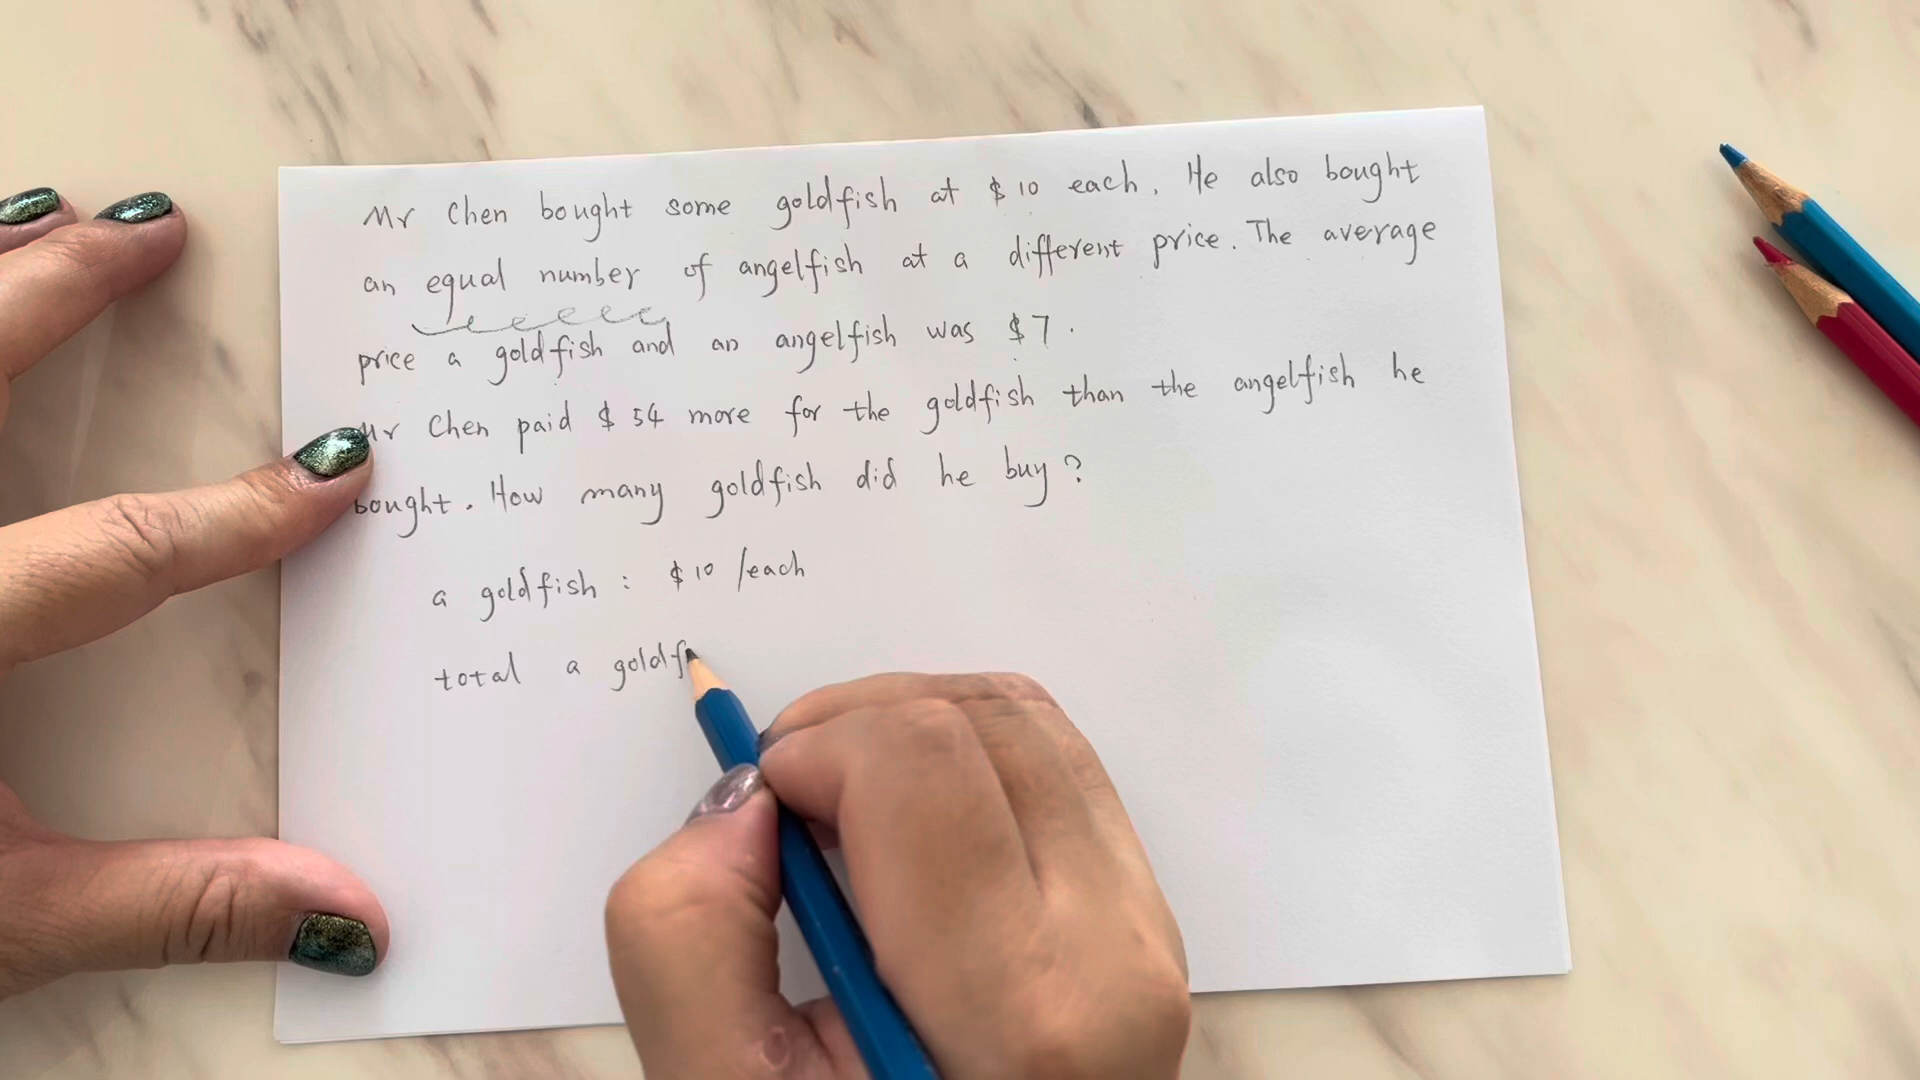 Mr Chen bought some goldfish at $10 each. He also bought
an equal number of angelfish at a different price. The average
price a goldfish and an angelfish was $7.
Mr Chen paid $54 more for the goldfish than the angelfish he
bought. How many goldfish did he buy?
a goldfish : $10 /each
total a goldf